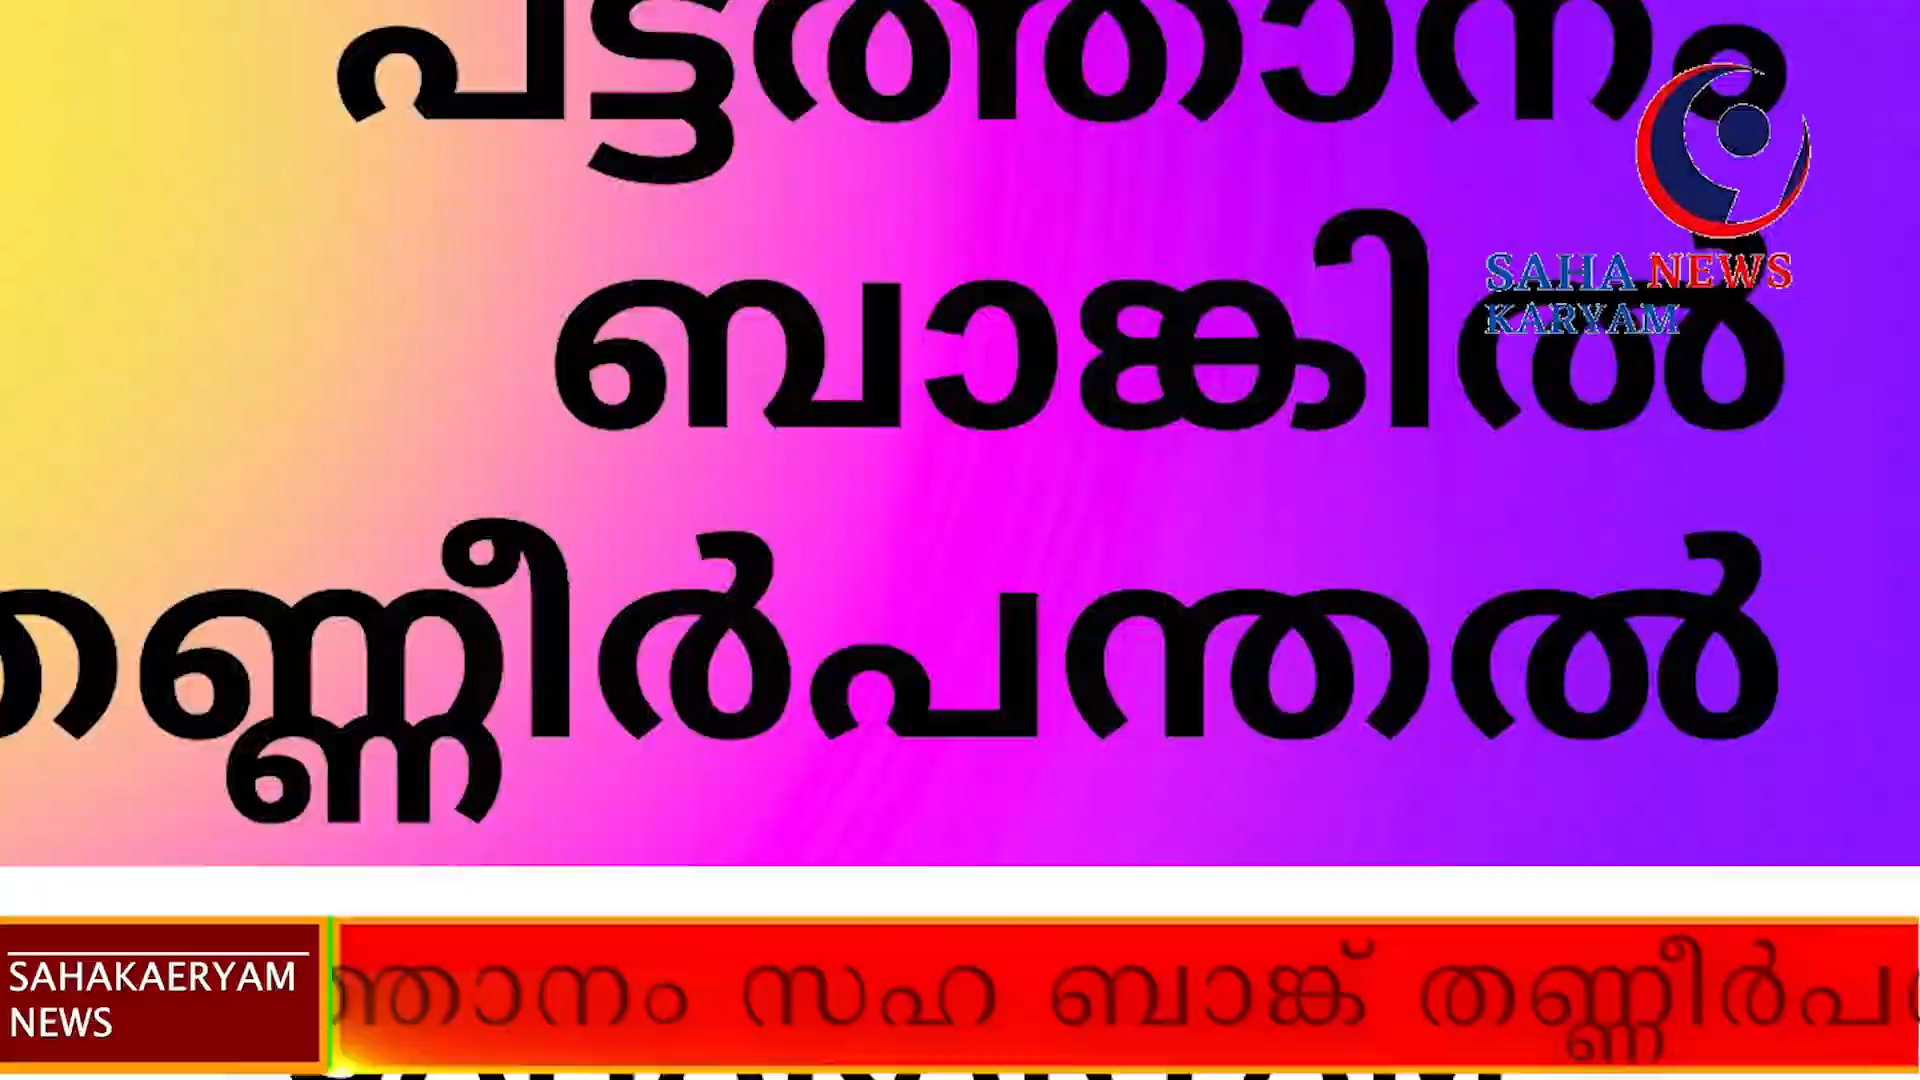 പട്ടത്താനം
ബാങ്കിൽ
തണ്ണീർപന്തൽ
SAHA NEWS
KARYAM
SAHAKAERYAM
NEWS
ത്താനം സഹ ബാങ്ക് തണ്ണീർപ